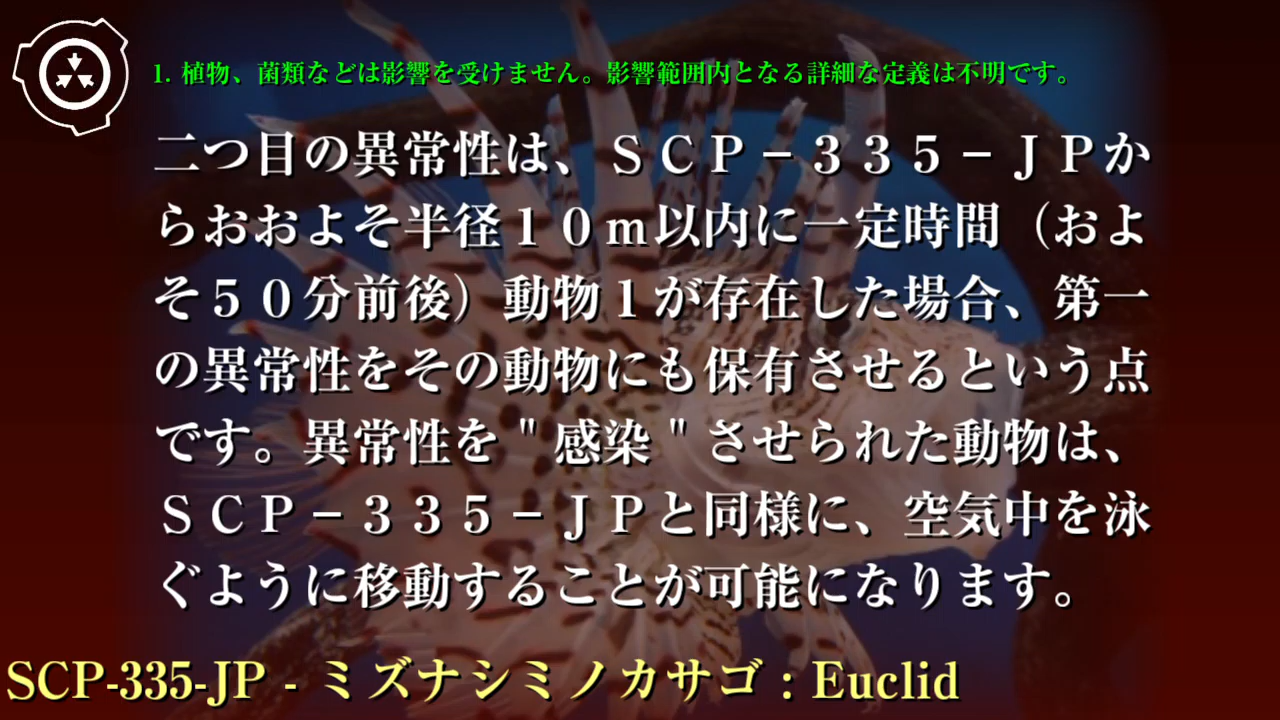 1. 植物、菌類などは影響を受けません。影響範囲内となる詳細な定義は不明です。
二つ目の異常性は、ＳＣＰ－３３５－ＪＰか
らおおよそ半径１０ｍ以内に一定時間（およ
そ５０分前後）動物１が存在した場合、第一
の異常性をその動物にも保有させるという点
です。異常性を＂感染＂させられた動物は、
ＳＣＰ－３３５－ＪＰと同様に、空気中を泳
ぐように移動することが可能になります。
SCP-335-JP - ミズナシミノカサゴ : Euclid